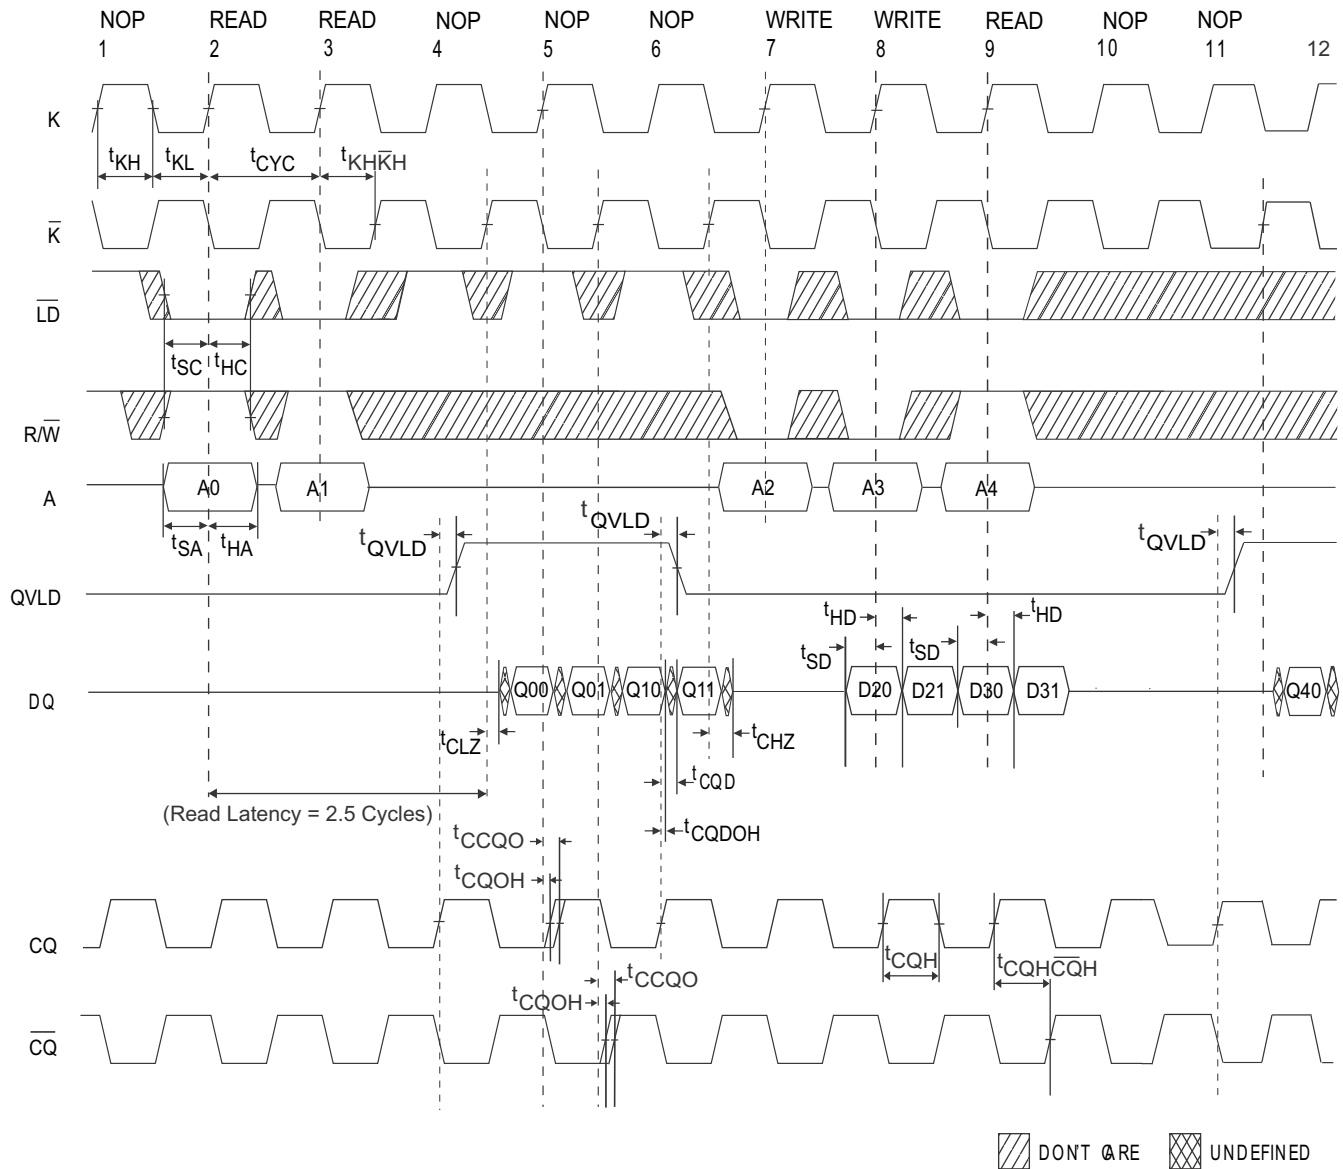 NOP READ READ NOP NOP NOP WRITE WRITE READ NOP NOP
1 2 3 4 5 6 7 8 9 10 11 12
K
tKH tKL tCYC tKHK̅H
K̅
L̅D̅
tSC tHC
R/W̅
A A0 A1 A2 A3 A4
tSA tHA tQVLD tQVLD tQVLD
QVLD
tHD tHD
tSD tSD
DQ Q00 Q01 Q10 Q11 D20 D21 D30 D31 Q40
tCLZ tCHZ
tCQD
(Read Latency = 2.5 Cycles)
tCQDOH
tCCQO
tCQOH
CQ
tCQH tCQHC̅Q̅H
tCCQO
tCQOH
C̅Q̅
DON'T CARE UNDEFINED